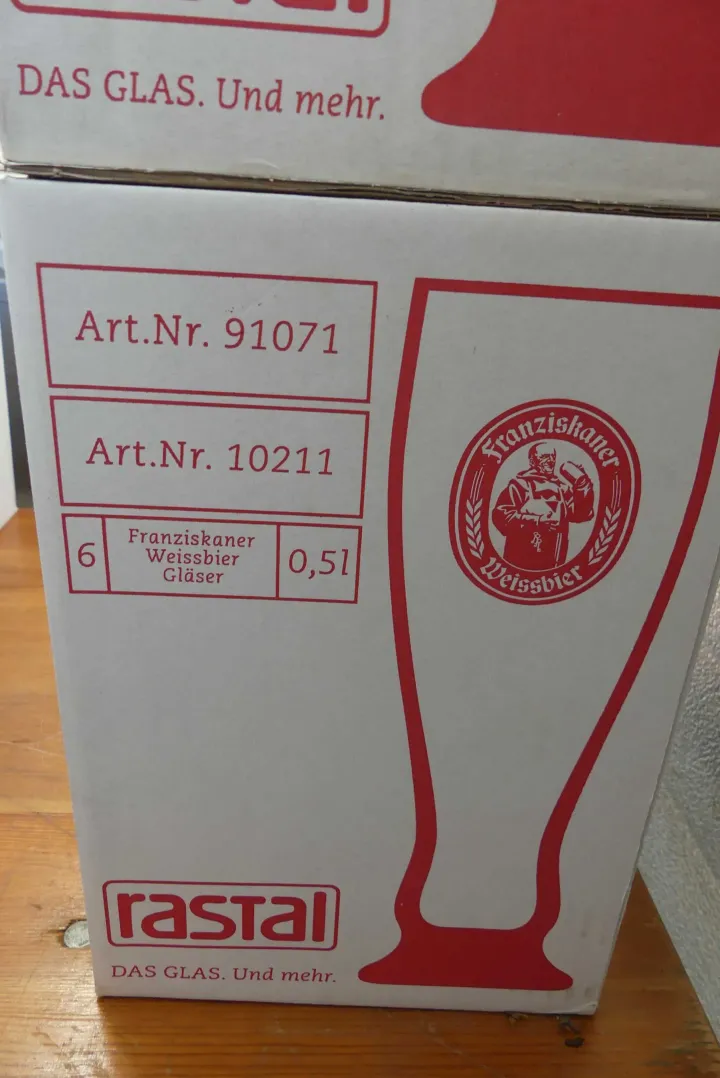 rastal
DAS GLAS. Und mehr.
Art.Nr. 91071
Art.Nr. 10211
6
Franziskaner
Weissbier
Gläser
0,5l
Franziskaner
Weissbier
rastal
DAS GLAS. Und mehr.